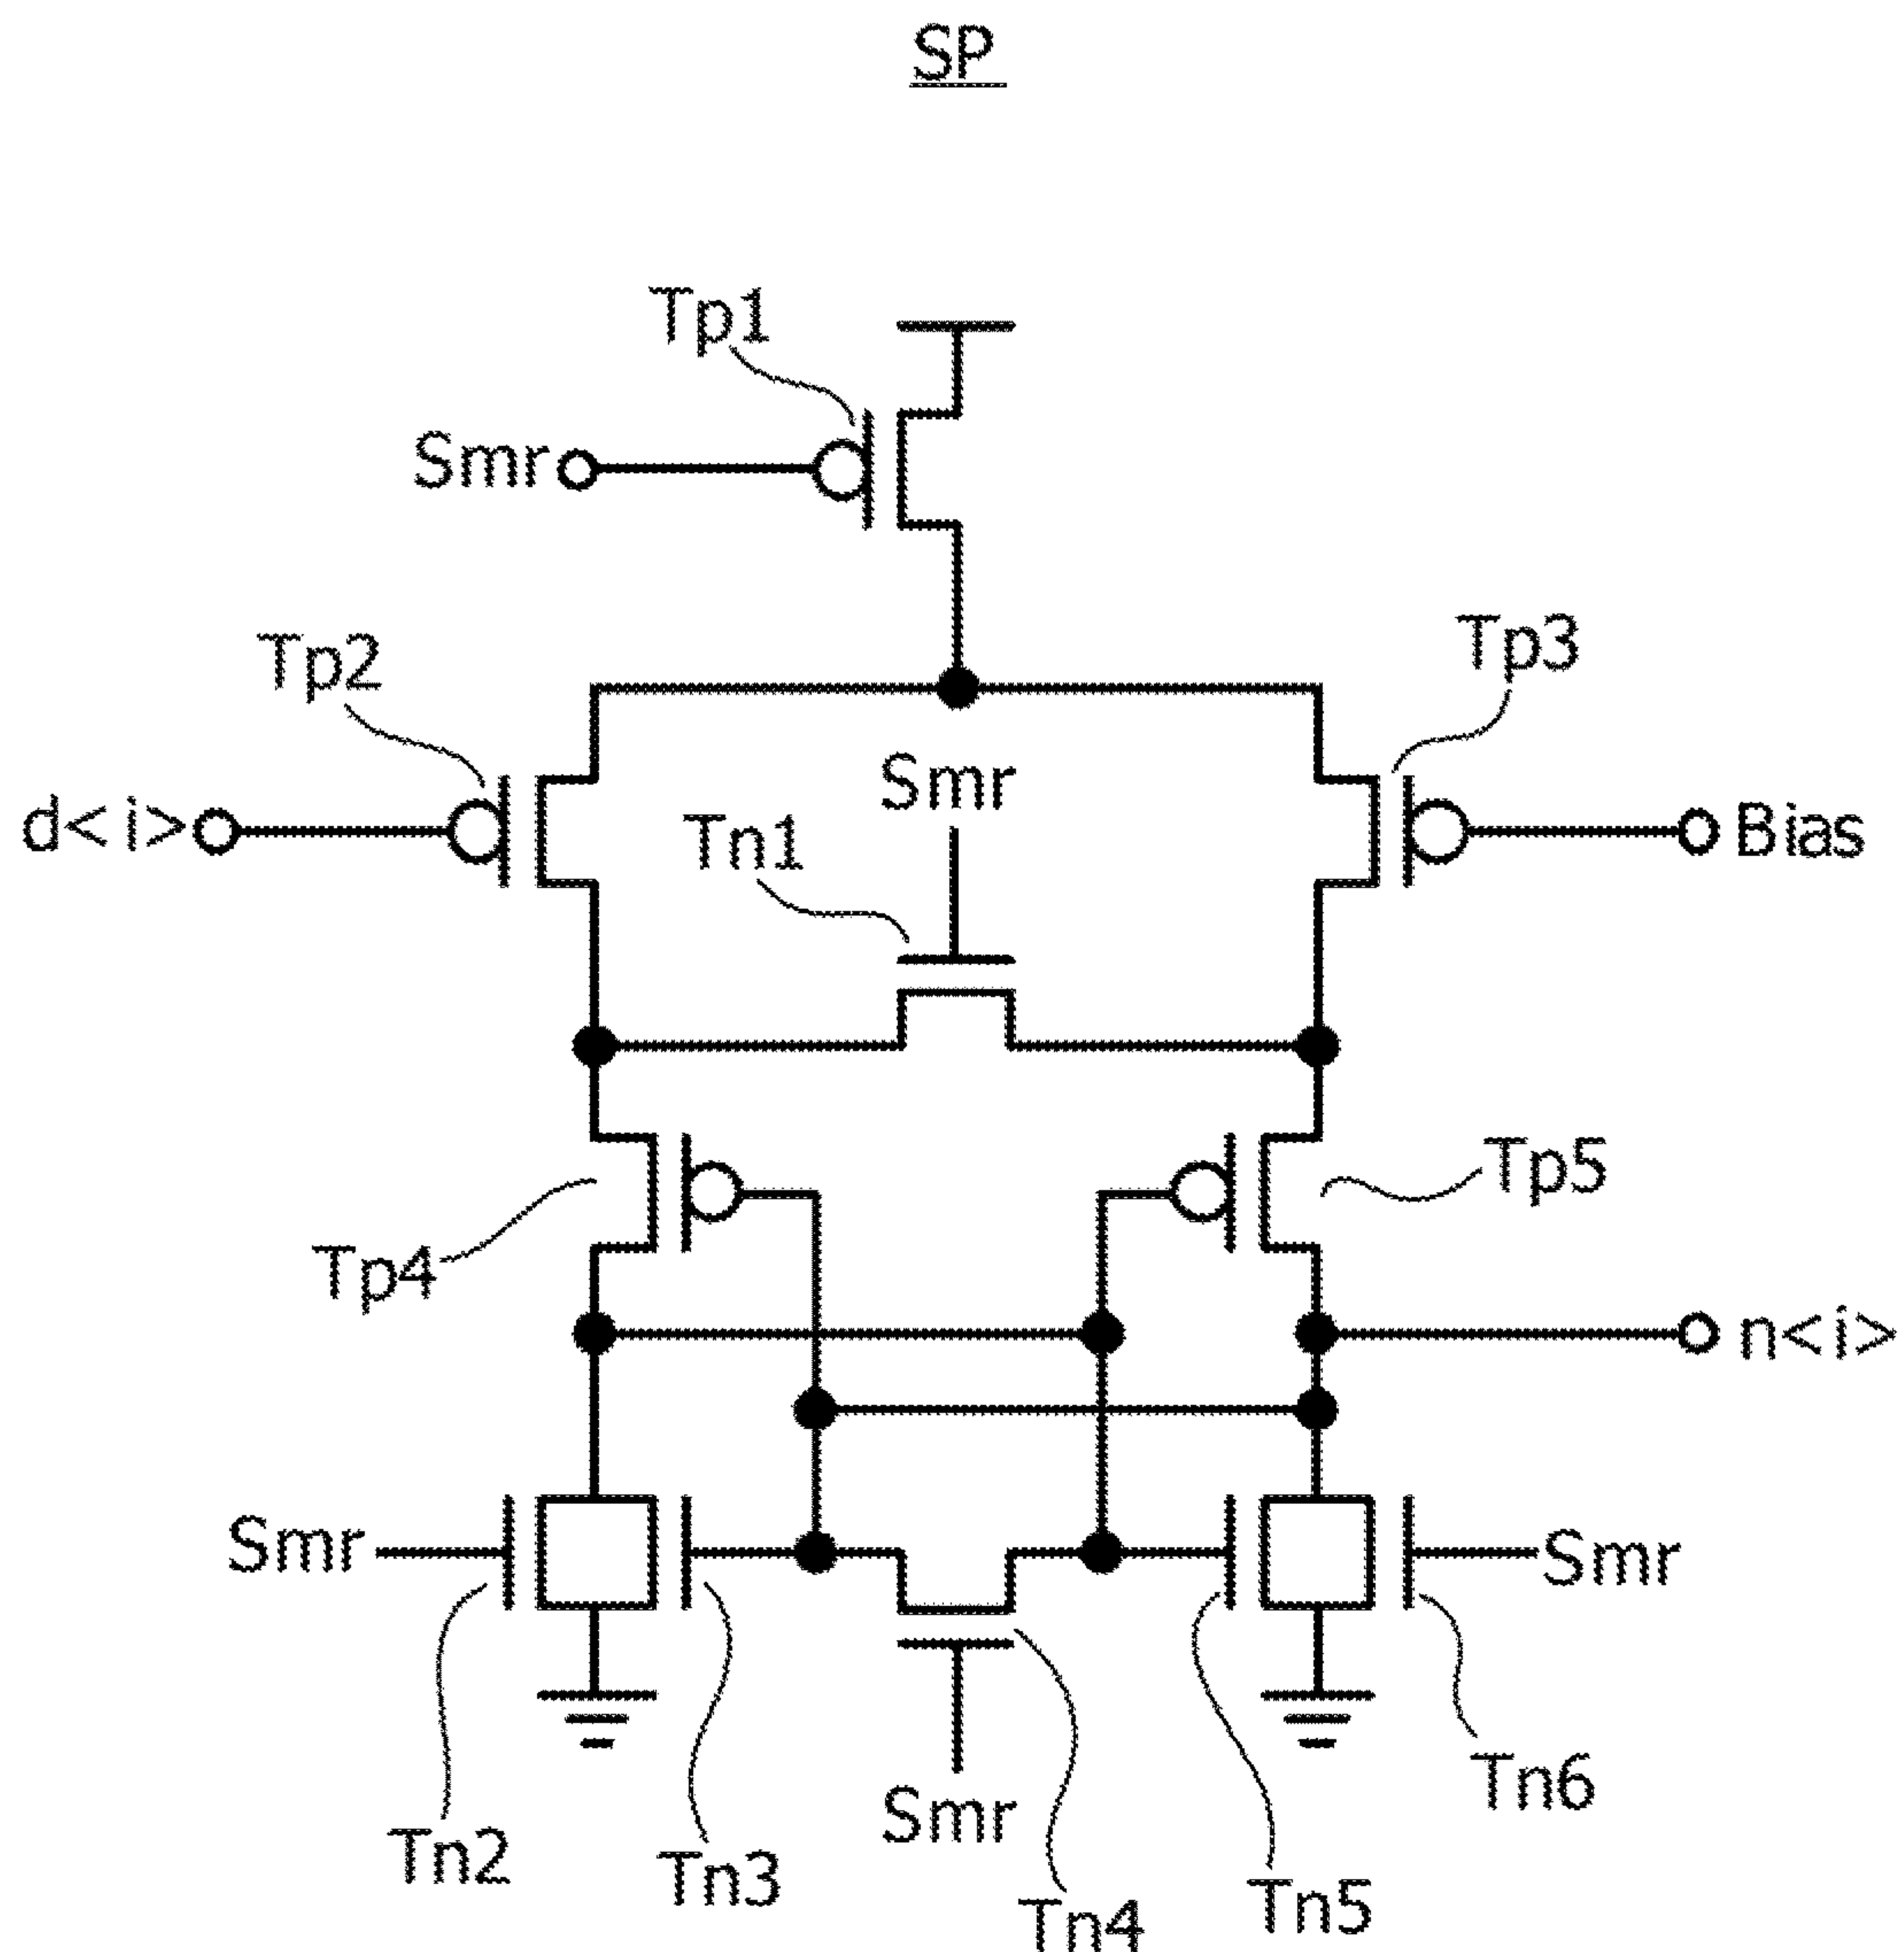 SP
Tp1
Smr
Tp2
Tp3
Smr
d<i>
Tn1
Bias
Tp4
Tp5
n<i>
Smr
Smr
Smr
Tn2
Tn3
Tn4
Tn5
Tn6